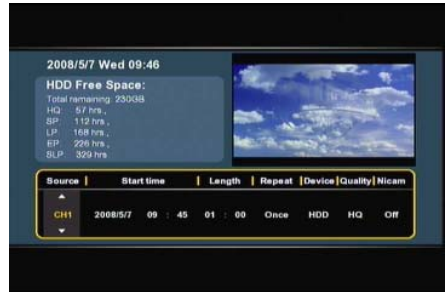 2008/5/7 Wed 09:46
HDD Free Space:
Total remaining: 230GB
HQ: 57 hrs.,
SP: 112 hrs.,
LP: 168 hrs.,
EP: 226 hrs.,
SLP: 329 hrs
Source | Start time | Length | Repeat | Device | Quality | Nicam
CH1 2008/5/7 09 : 45 01 : 00 Once HDD HQ Off